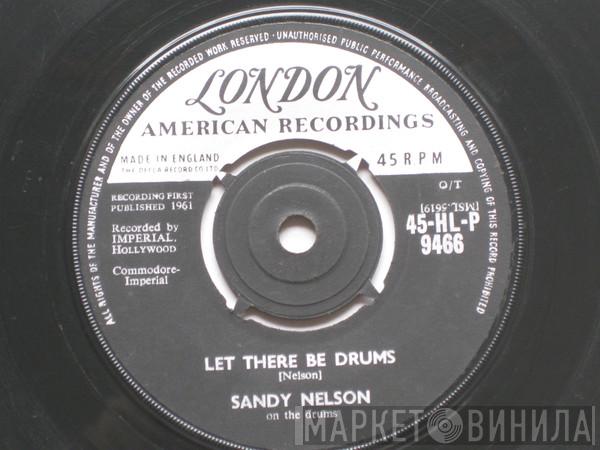 ALL RIGHTS OF THE MANUFACTURER AND OF THE OWNER OF THE RECORDED WORK RESERVED · UNAUTHORISED PUBLIC PERFORMANCE, BROADCASTING AND COPYING OF THIS RECORD PROHIBITED
LONDON
AMERICAN RECORDINGS
MADE IN ENGLAND
THE DECCA RECORD CO LTD
45 RPM
RECORDING FIRST
PUBLISHED 1961
Recorded by
IMPERIAL,
HOLLYWOOD
Commodore-
Imperial
O/T
[MSL.5619]
45-HL-P
9466
LET THERE BE DRUMS
[Nelson]
SANDY NELSON
on the drums
МАРКЕТ ВИНИЛА